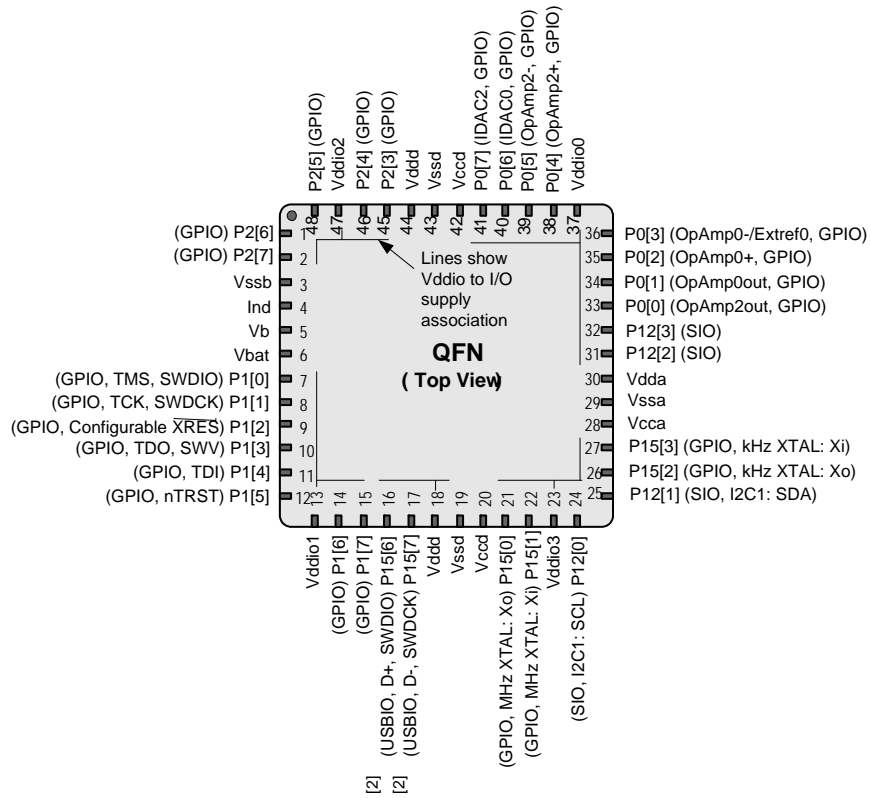 P2[5] (GPIO)
Vddio2
P2[4] (GPIO)
P2[3] (GPIO)
Vddd
Vssd
Vccd
P0[7] (IDAC2, GPIO)
P0[6] (IDAC0, GPIO)
P0[5] (OpAmp2-, GPIO)
P0[4] (OpAmp2+, GPIO)
Vddio0
48
47
46
45
44
43
42
41
40
39
38
37
(GPIO) P2[6]
(GPIO) P2[7]
Vssb
Ind
Vb
Vbat
(GPIO, TMS, SWDIO) P1[0]
(GPIO, TCK, SWDCK) P1[1]
(GPIO, Configurable XRES) P1[2]
(GPIO, TDO, SWV) P1[3]
(GPIO, TDI) P1[4]
(GPIO, nTRST) P1[5]
1
2
3
4
5
6
7
8
9
10
11
12
Lines show
Vddio to I/O
supply
association
QFN
( Top View)
36
35
34
33
32
31
30
29
28
27
26
25
P0[3] (OpAmp0-/Extref0, GPIO)
P0[2] (OpAmp0+, GPIO)
P0[1] (OpAmp0out, GPIO)
P0[0] (OpAmp2out, GPIO)
P12[3] (SIO)
P12[2] (SIO)
Vdda
Vssa
Vcca
P15[3] (GPIO, kHz XTAL: Xi)
P15[2] (GPIO, kHz XTAL: Xo)
P12[1] (SIO, I2C1: SDA)
13
14
15
16
17
18
19
20
21
22
23
24
Vddio1
(GPIO) P1[6]
(GPIO) P1[7]
(USBIO, D+, SWDIO) P15[6]
(USBIO, D-, SWDCK) P15[7]
Vddd
Vssd
Vccd
(GPIO, MHz XTAL: Xo) P15[0]
(GPIO, MHz XTAL: Xi) P15[1]
Vddio3
(SIO, I2C1: SCL) P12[0]
[2]
[2]